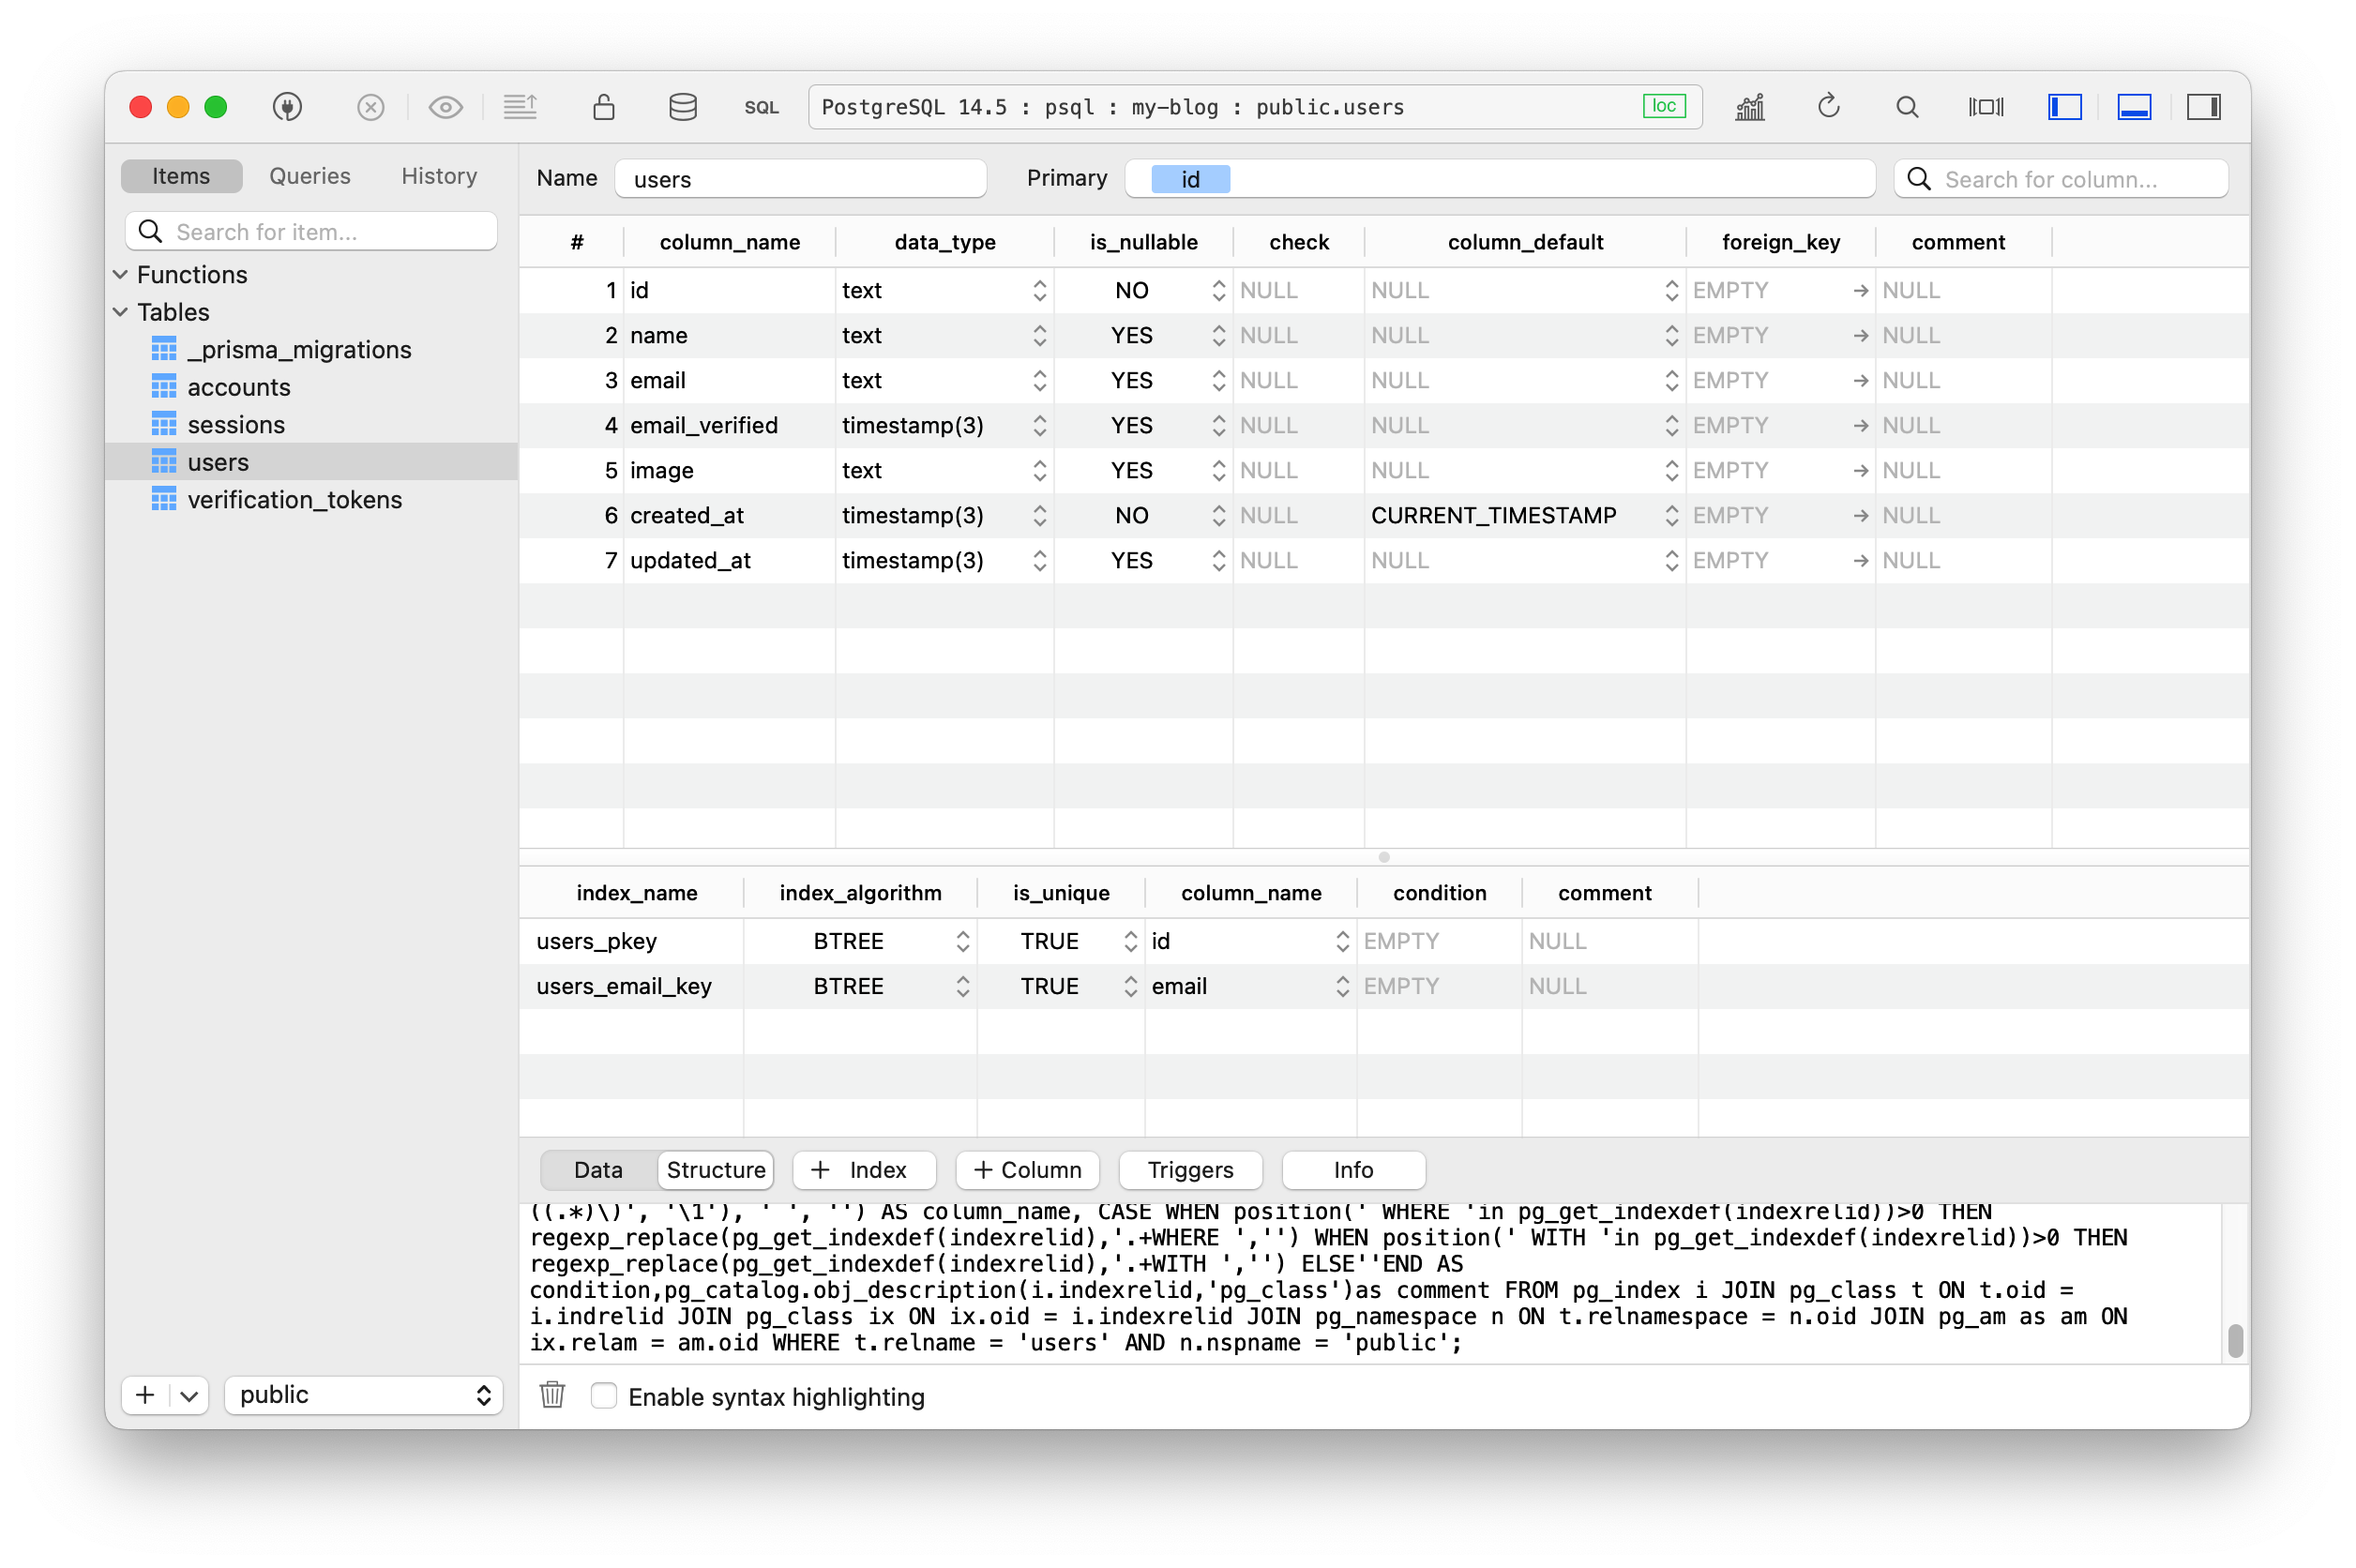 SQL
PostgreSQL 14.5 : psql : my-blog : public.users
loc
Items Queries History
Search for item...
Functions
Tables
_prisma_migrations
accounts
sessions
users
verification_tokens
public
Name users Primary id Search for column...
# column_name data_type is_nullable check column_default foreign_key comment
1 id text NO NULL NULL EMPTY NULL
2 name text YES NULL NULL EMPTY NULL
3 email text YES NULL NULL EMPTY NULL
4 email_verified timestamp(3) YES NULL NULL EMPTY NULL
5 image text YES NULL NULL EMPTY NULL
6 created_at timestamp(3) NO NULL CURRENT_TIMESTAMP EMPTY NULL
7 updated_at timestamp(3) YES NULL NULL EMPTY NULL
index_name index_algorithm is_unique column_name condition comment
users_pkey BTREE TRUE id EMPTY NULL
users_email_key BTREE TRUE email EMPTY NULL
Data Structure + Index + Column Triggers Info
((.*)\)', '\1'), ' ', '') AS column_name, CASE WHEN position(' WHERE 'in pg_get_indexdef(indexrelid))>0 THEN
regexp_replace(pg_get_indexdef(indexrelid),'.+WHERE ','') WHEN position(' WITH 'in pg_get_indexdef(indexrelid))>0 THEN
regexp_replace(pg_get_indexdef(indexrelid),'.+WITH ','') ELSE''END AS
condition,pg_catalog.obj_description(i.indexrelid,'pg_class')as comment FROM pg_index i JOIN pg_class t ON t.oid =
i.indrelid JOIN pg_class ix ON ix.oid = i.indexrelid JOIN pg_namespace n ON t.relnamespace = n.oid JOIN pg_am as am ON
ix.relam = am.oid WHERE t.relname = 'users' AND n.nspname = 'public';
Enable syntax highlighting